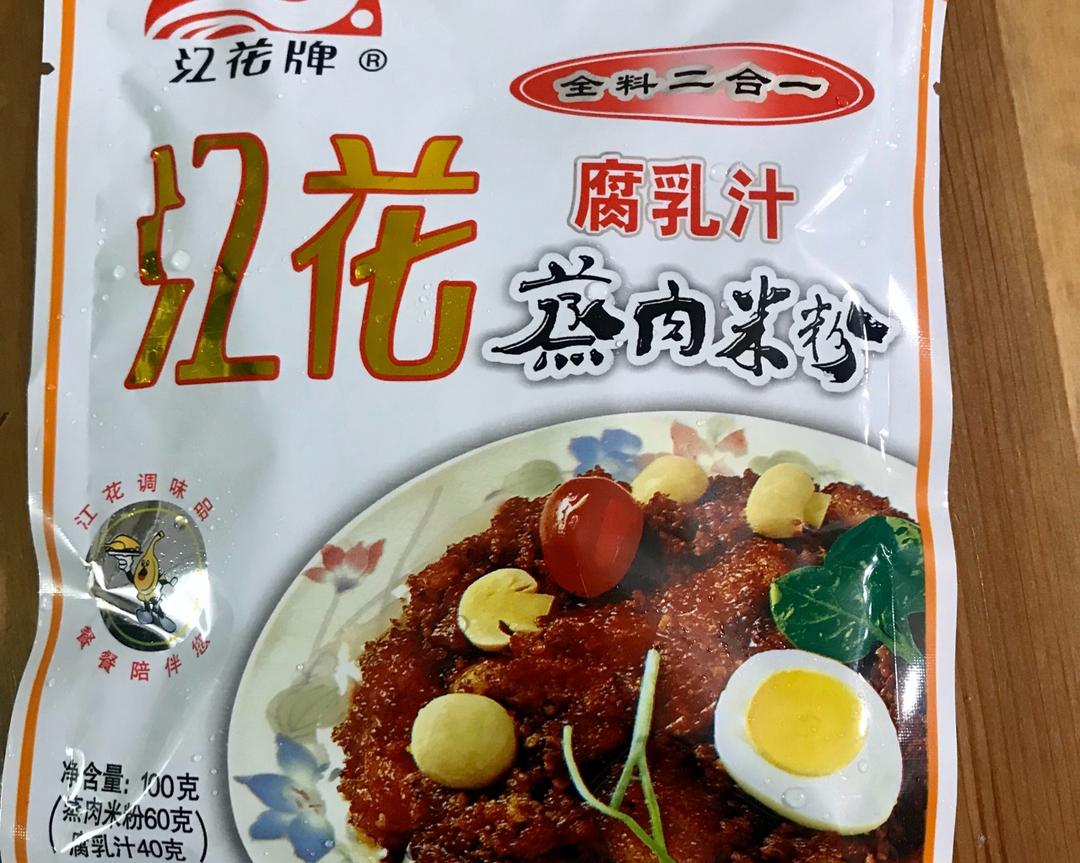 江花牌®
全料二合一
江花
腐乳汁
蒸肉米粉
江花调味品
餐餐陪伴您
净含量：100克
（蒸肉米粉60克
腐乳汁40克）